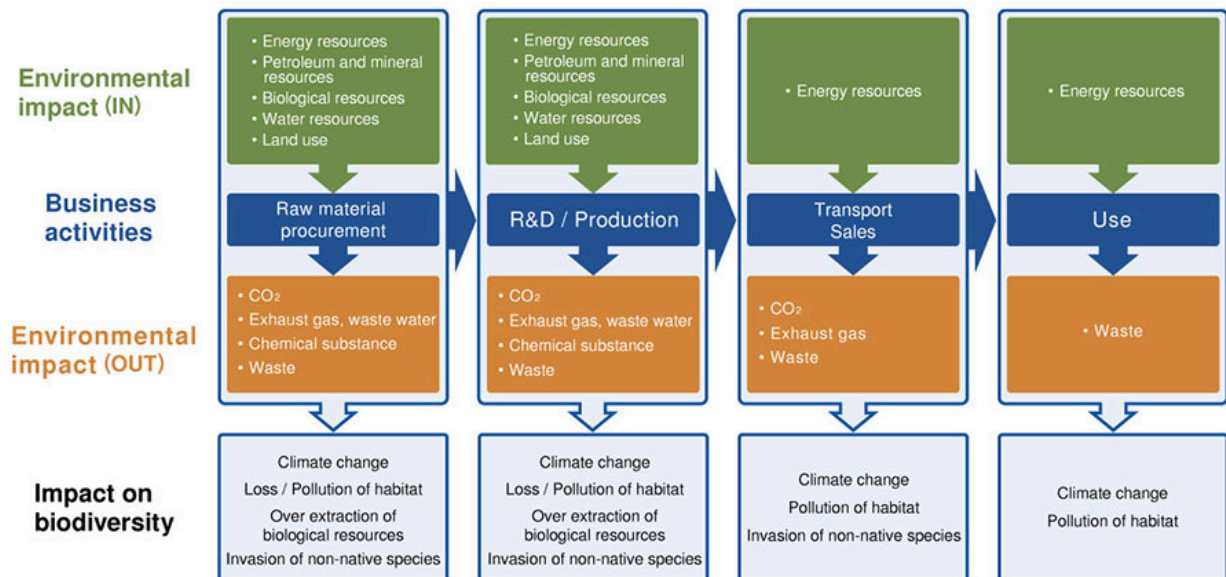 Environmental
impact (IN)
• Energy resources
• Petroleum and mineral
resources
• Biological resources
• Water resources
• Land use
• Energy resources
• Petroleum and mineral
resources
• Biological resources
• Water resources
• Land use
• Energy resources
• Energy resources
Business
activities
Raw material
procurement
R&D / Production
Transport
Sales
Use
Environmental
impact (OUT)
• CO₂
• Exhaust gas, waste water
• Chemical substance
• Waste
• CO₂
• Exhaust gas, waste water
• Chemical substance
• Waste
• CO₂
• Exhaust gas
• Waste
• Waste
Impact on
biodiversity
Climate change
Loss / Pollution of habitat
Over extraction of
biological resources
Invasion of non-native species
Climate change
Loss / Pollution of habitat
Over extraction of
biological resources
Invasion of non-native species
Climate change
Pollution of habitat
Invasion of non-native species
Climate change
Pollution of habitat